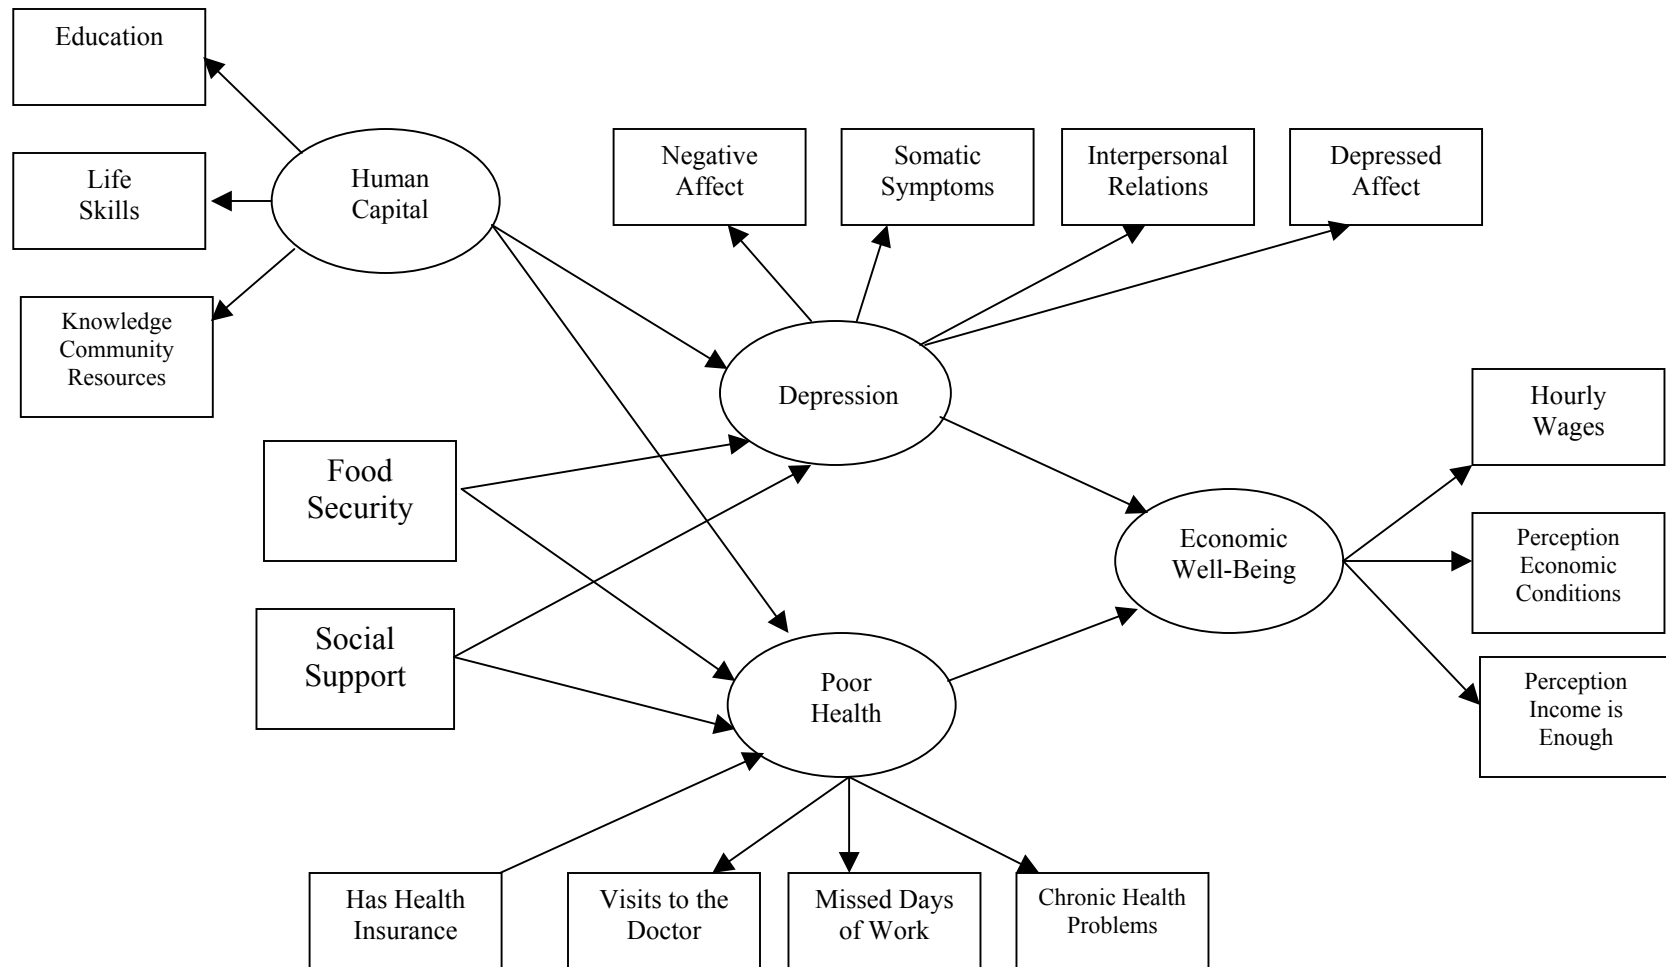 Education
Life
Skills
Knowledge
Community
Resources
Human
Capital
Negative
Affect
Somatic
Symptoms
Interpersonal
Relations
Depressed
Affect
Depression
Food
Security
Social
Support
Poor
Health
Economic
Well-Being
Hourly
Wages
Perception
Economic
Conditions
Perception
Income is
Enough
Has Health
Insurance
Visits to the
Doctor
Missed Days
of Work
Chronic Health
Problems